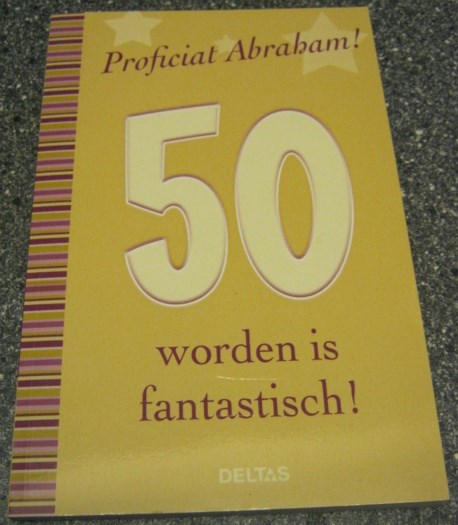 Proficiat Abraham!
50
worden is
fantastisch!
DELTAS